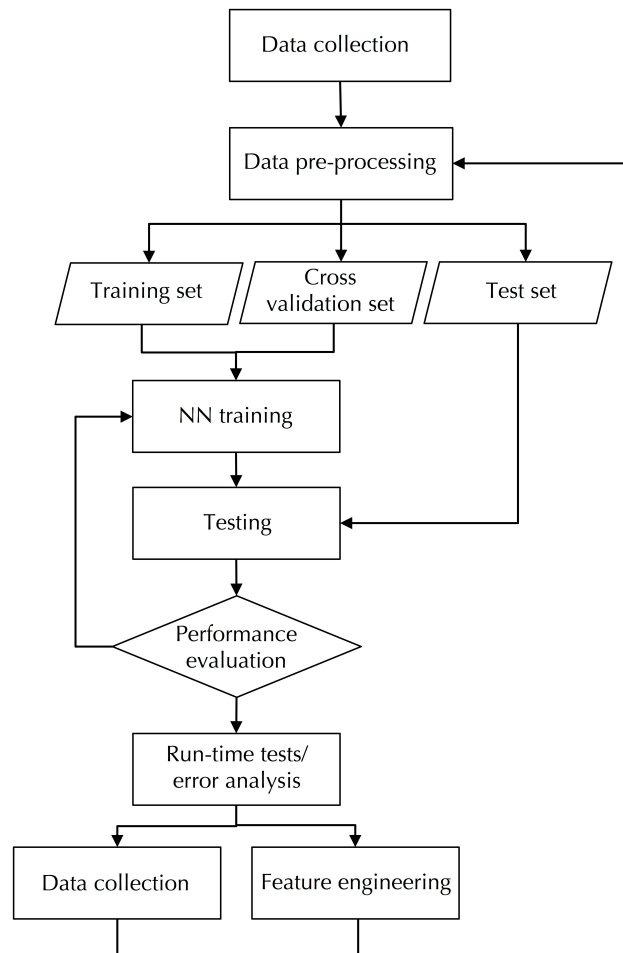 Data collection
Data pre-processing
Training set
Cross
validation set
Test set
NN training
Testing
Performance
evaluation
Run-time tests/
error analysis
Data collection
Feature engineering